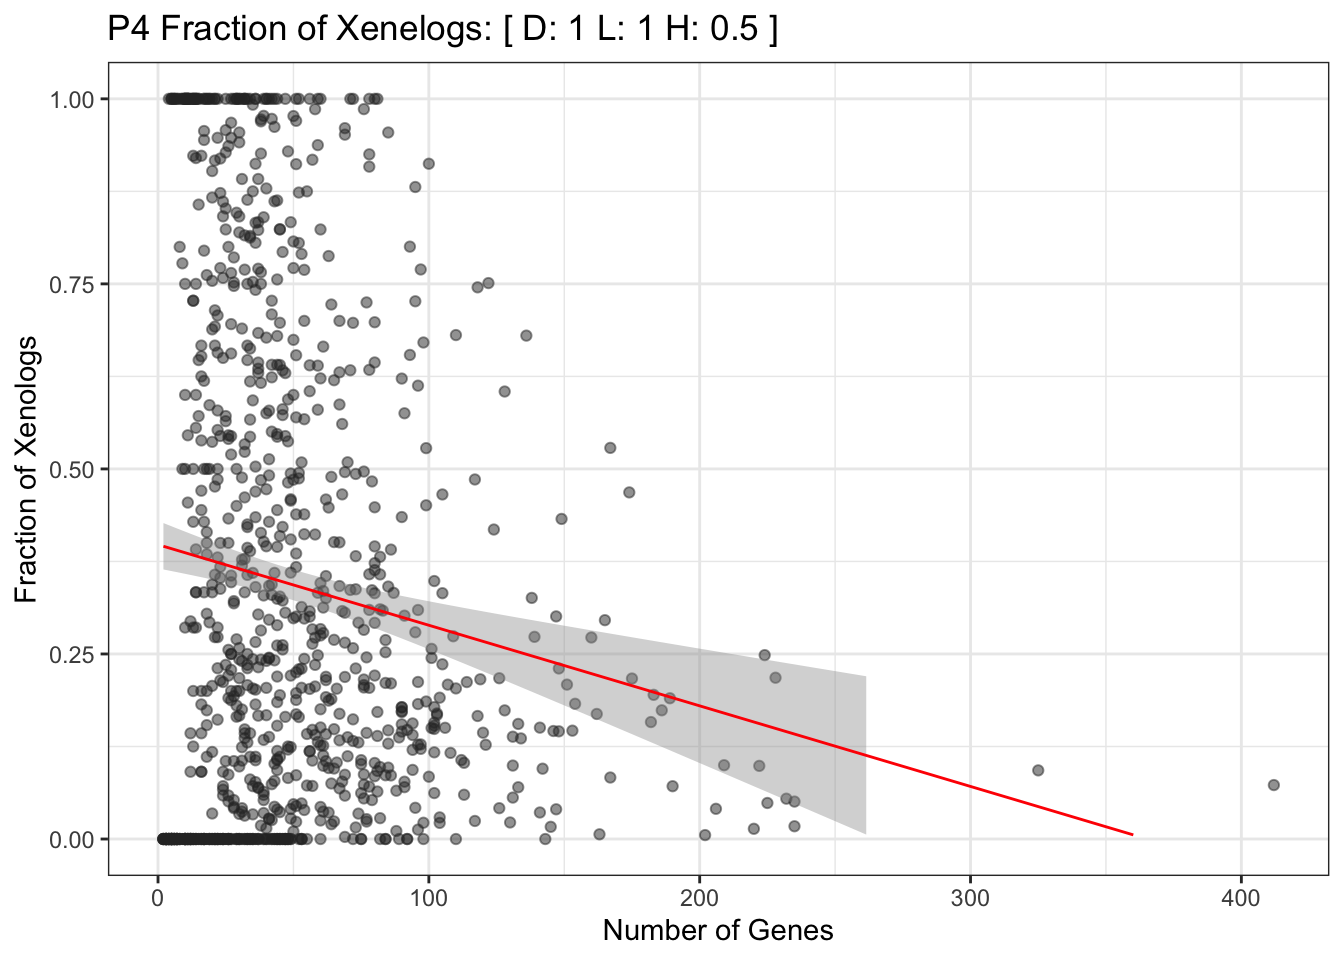 P4 Fraction of Xenelogs: [ D: 1 L: 1 H: 0.5 ]
Fraction of Xenologs
1.00
0.75
0.50
0.25
0.00
0 100 200 300 400
Number of Genes